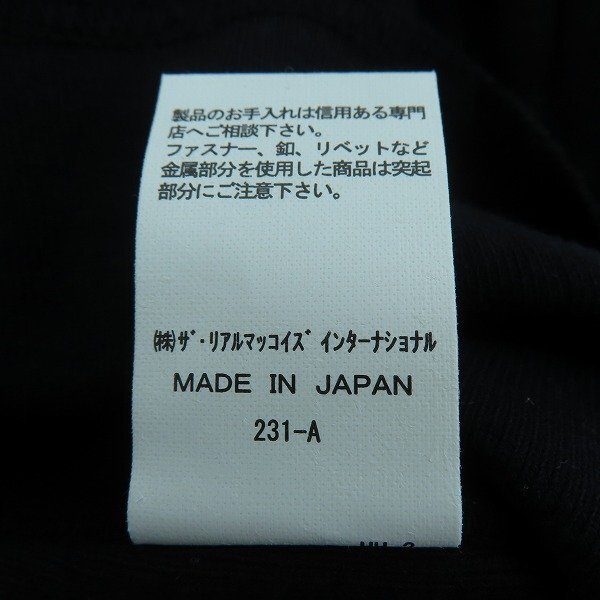 製品のお手入れは信用ある専門
店へご相談下さい。
ファスナー、釦、リベットなど
金属部分を使用した商品は突起
部分にご注意下さい。
㈱ｻﾞ・リアルマッコイｽﾞ インターナショナル
MADE IN JAPAN
231-A